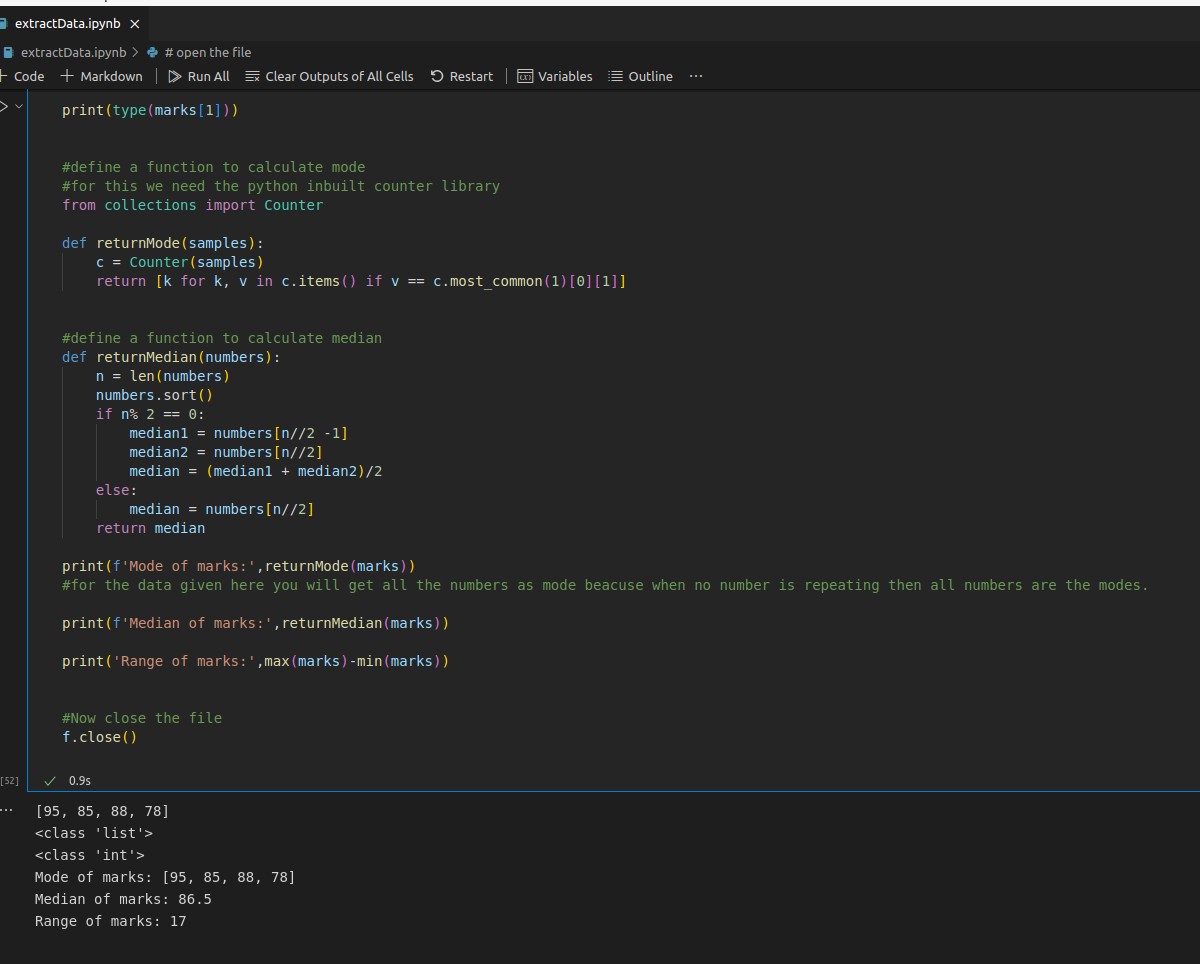 extractData.ipynb ×
extractData.ipynb > # open the file
+ Code + Markdown | Run All Clear Outputs of All Cells Restart | Variables Outline ...
print(type(marks[1]))
#define a function to calculate mode
#for this we need the python inbuilt counter library
from collections import Counter
def returnMode(samples):
    c = Counter(samples)
    return [k for k, v in c.items() if v == c.most_common(1)[0][1]]
#define a function to calculate median
def returnMedian(numbers):
    n = len(numbers)
    numbers.sort()
    if n% 2 == 0:
        median1 = numbers[n//2 -1]
        median2 = numbers[n//2]
        median = (median1 + median2)/2
    else:
        median = numbers[n//2]
    return median
print(f'Mode of marks:',returnMode(marks))
#for the data given here you will get all the numbers as mode beacuse when no number is repeating then all numbers are the modes.
print(f'Median of marks:',returnMedian(marks))
print('Range of marks:',max(marks)-min(marks))
#Now close the file
f.close()
[52] ✓ 0.9s
... [95, 85, 88, 78]
<class 'list'>
<class 'int'>
Mode of marks: [95, 85, 88, 78]
Median of marks: 86.5
Range of marks: 17